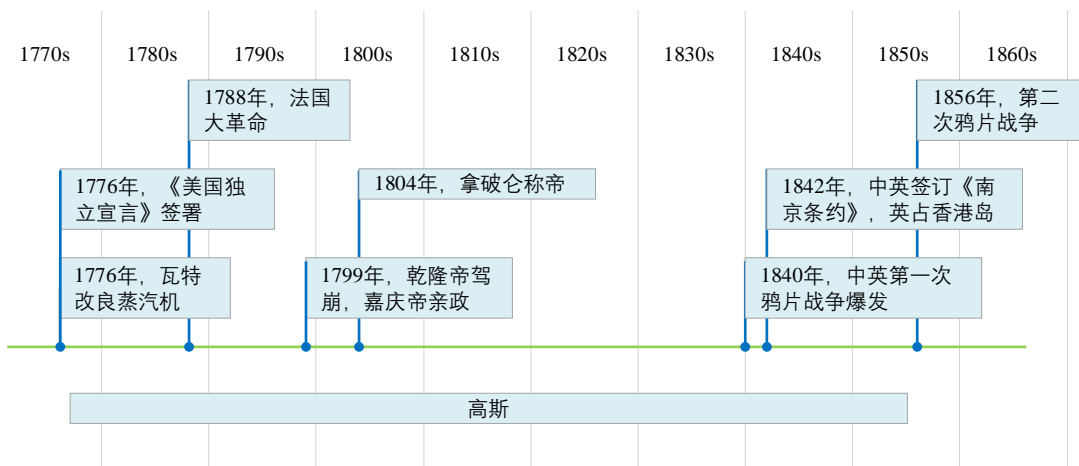 1770s 1780s 1790s 1800s 1810s 1820s 1830s 1840s 1850s 1860s
1788年，法国
大革命
1856年，第二
次鸦片战争
1776年，《美国独
立宣言》签署
1804年，拿破仑称帝
1842年，中英签订《南
京条约》，英占香港岛
1776年，瓦特
改良蒸汽机
1799年，乾隆帝驾
崩，嘉庆帝亲政
1840年，中英第一次
鸦片战争爆发
高斯